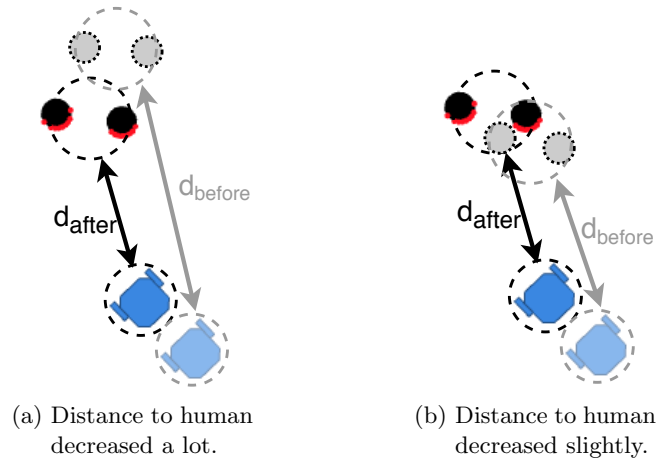 d_before
d_after
d_before
d_after
(a) Distance to human
decreased a lot.
(b) Distance to human
decreased slightly.